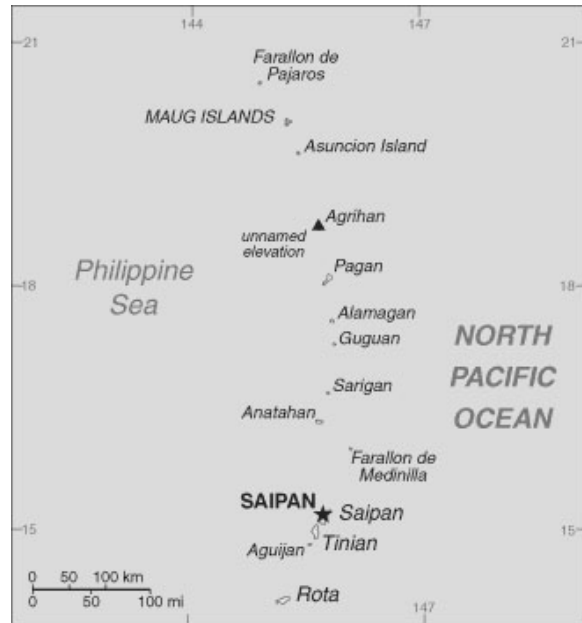 144
147
21
21
Farallon de
Pajaros
MAUG ISLANDS
Asuncion Island
Agrihan
unnamed
elevation
Pagan
Philippine
Sea
18
18
Alamagan
Guguan
NORTH
PACIFIC
OCEAN
Sarigan
Anatahan
Farallon de
Medinilla
SAIPAN
Saipan
15
15
Tinian
Aguijan
0 50 100 km
0 50 100 mi
Rota
147